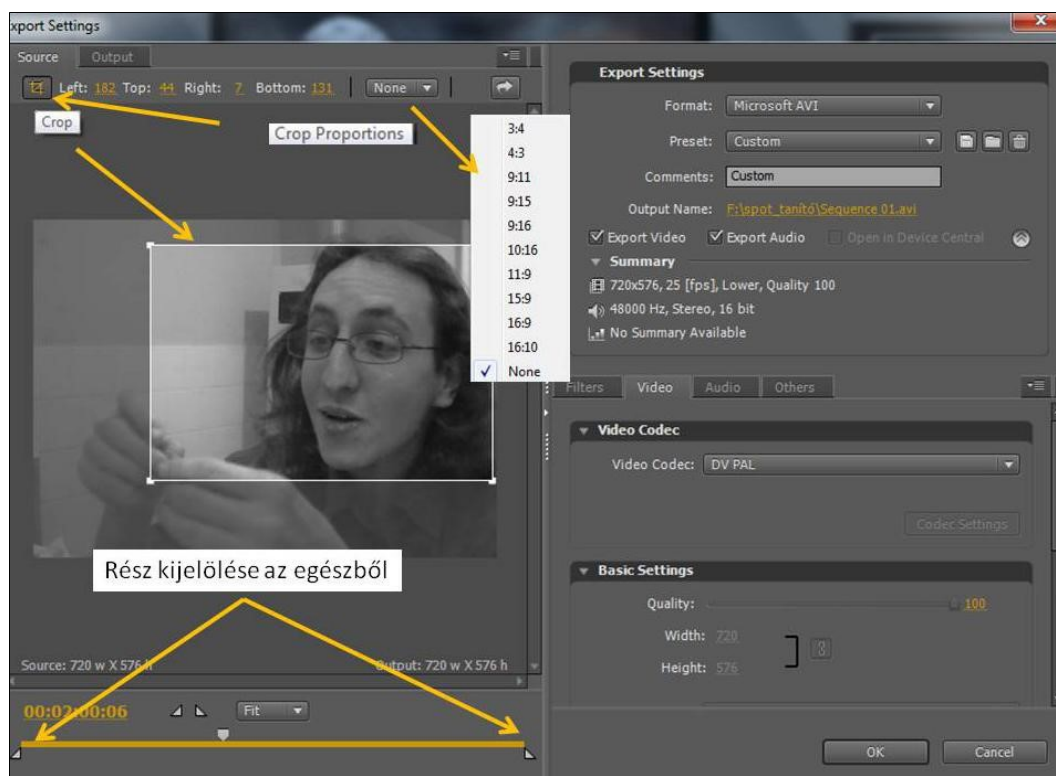 xport Settings
Source Output
Left: 182 Top: 44 Right: 7 Bottom: 131 None
Crop
Crop Proportions
3:4
4:3
9:11
9:15
9:16
10:16
11:9
15:9
16:9
16:10
None
Rész kijelölése az egészből
Source: 720 w X 576 h Output: 720 w X 576 h
00:02:00:06 Fit
Export Settings
Format: Microsoft AVI
Preset: Custom
Comments: Custom
Output Name: F:\spot_tanító\Sequence 01.avi
Export Video Export Audio Open in Device Central
Summary
720x576, 25 [fps], Lower, Quality 100
48000 Hz, Stereo, 16 bit
No Summary Available
Filters Video Audio Others
Video Codec
Video Codec: DV PAL
Codec Settings
Basic Settings
Quality: 100
Width: 720
Height: 576
OK Cancel